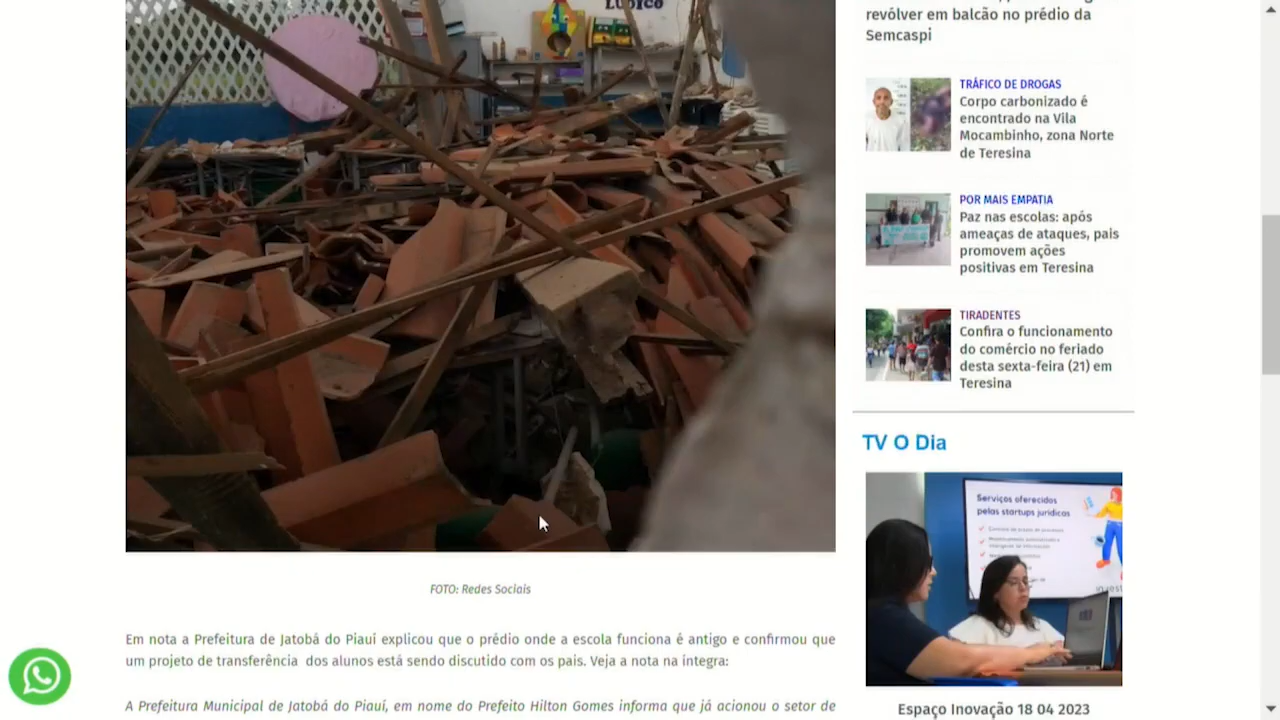 LÚDICO
revólver em balcão no prédio da
Semcaspi
TRÁFICO DE DROGAS
Corpo carbonizado é
encontrado na Vila
Mocambinho, zona Norte
de Teresina
POR MAIS EMPATIA
Paz nas escolas: após
ameaças de ataques, pais
promovem ações
positivas em Teresina
TIRADENTES
Confira o funcionamento
do comércio no feriado
desta sexta-feira (21) em
Teresina
TV O Dia
Serviços oferecidos
pelas startups jurídicas
Espaço Inovação 18 04 2023
FOTO: Redes Sociais
Em nota a Prefeitura de Jatobá do Piauí explicou que o prédio onde a escola funciona é antigo e confirmou que
um projeto de transferência dos alunos está sendo discutido com os pais. Veja a nota na íntegra:
A Prefeitura Municipal de Jatobá do Piauí, em nome do Prefeito Hilton Gomes informa que já acionou o setor de